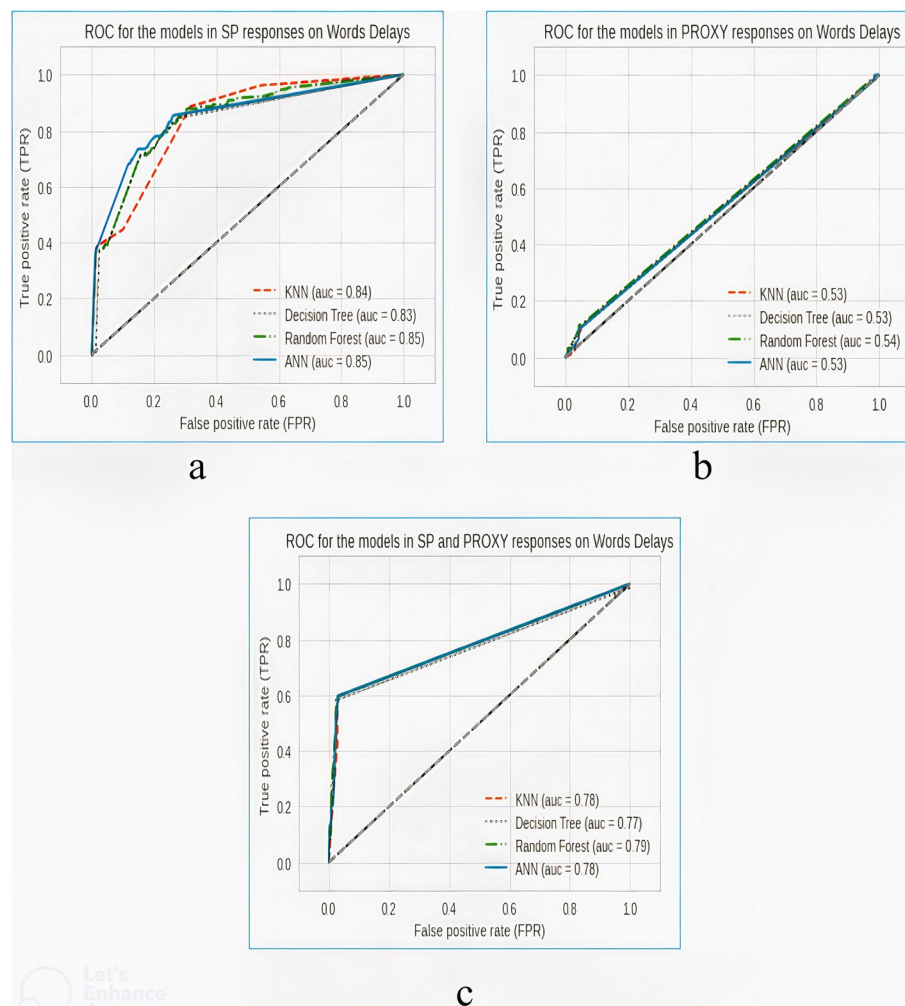 ROC for the models in SP responses on Words Delays
True positive rate (TPR)
1.0
0.8
0.6
0.4
0.2
0.0
KNN (auc = 0.84)
Decision Tree (auc = 0.83)
Random Forest (auc = 0.85)
ANN (auc = 0.85)
0.0 0.2 0.4 0.6 0.8 1.0
False positive rate (FPR)
a
ROC for the models in PROXY responses on Words Delays
True positive rate (TPR)
1.0
0.8
0.6
0.4
0.2
0.0
KNN (auc = 0.53)
Decision Tree (auc = 0.53)
Random Forest (auc = 0.54)
ANN (auc = 0.53)
0.0 0.2 0.4 0.6 0.8 1.0
False positive rate (FPR)
b
ROC for the models in SP and PROXY responses on Words Delays
True positive rate (TPR)
1.0
0.8
0.6
0.4
0.2
0.0
KNN (auc = 0.78)
Decision Tree (auc = 0.77)
Random Forest (auc = 0.79)
ANN (auc = 0.78)
0.0 0.2 0.4 0.6 0.8 1.0
False positive rate (FPR)
c
Let's
Enhance